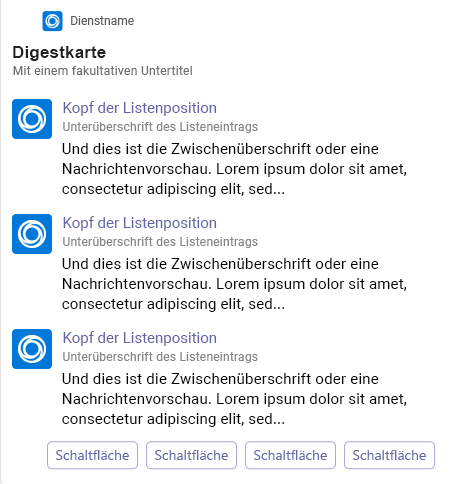 Dienstname
Digestkarte
Mit einem fakultativen Untertitel
Kopf der Listenposition
Unterüberschrift des Listeneintrags
Und dies ist die Zwischenüberschrift oder eine
Nachrichtenvorschau. Lorem ipsum dolor sit amet,
consectetur adipiscing elit, sed...
Kopf der Listenposition
Unterüberschrift des Listeneintrags
Und dies ist die Zwischenüberschrift oder eine
Nachrichtenvorschau. Lorem ipsum dolor sit amet,
consectetur adipiscing elit, sed...
Kopf der Listenposition
Unterüberschrift des Listeneintrags
Und dies ist die Zwischenüberschrift oder eine
Nachrichtenvorschau. Lorem ipsum dolor sit amet,
consectetur adipiscing elit, sed...
Schaltfläche Schaltfläche Schaltfläche Schaltfläche